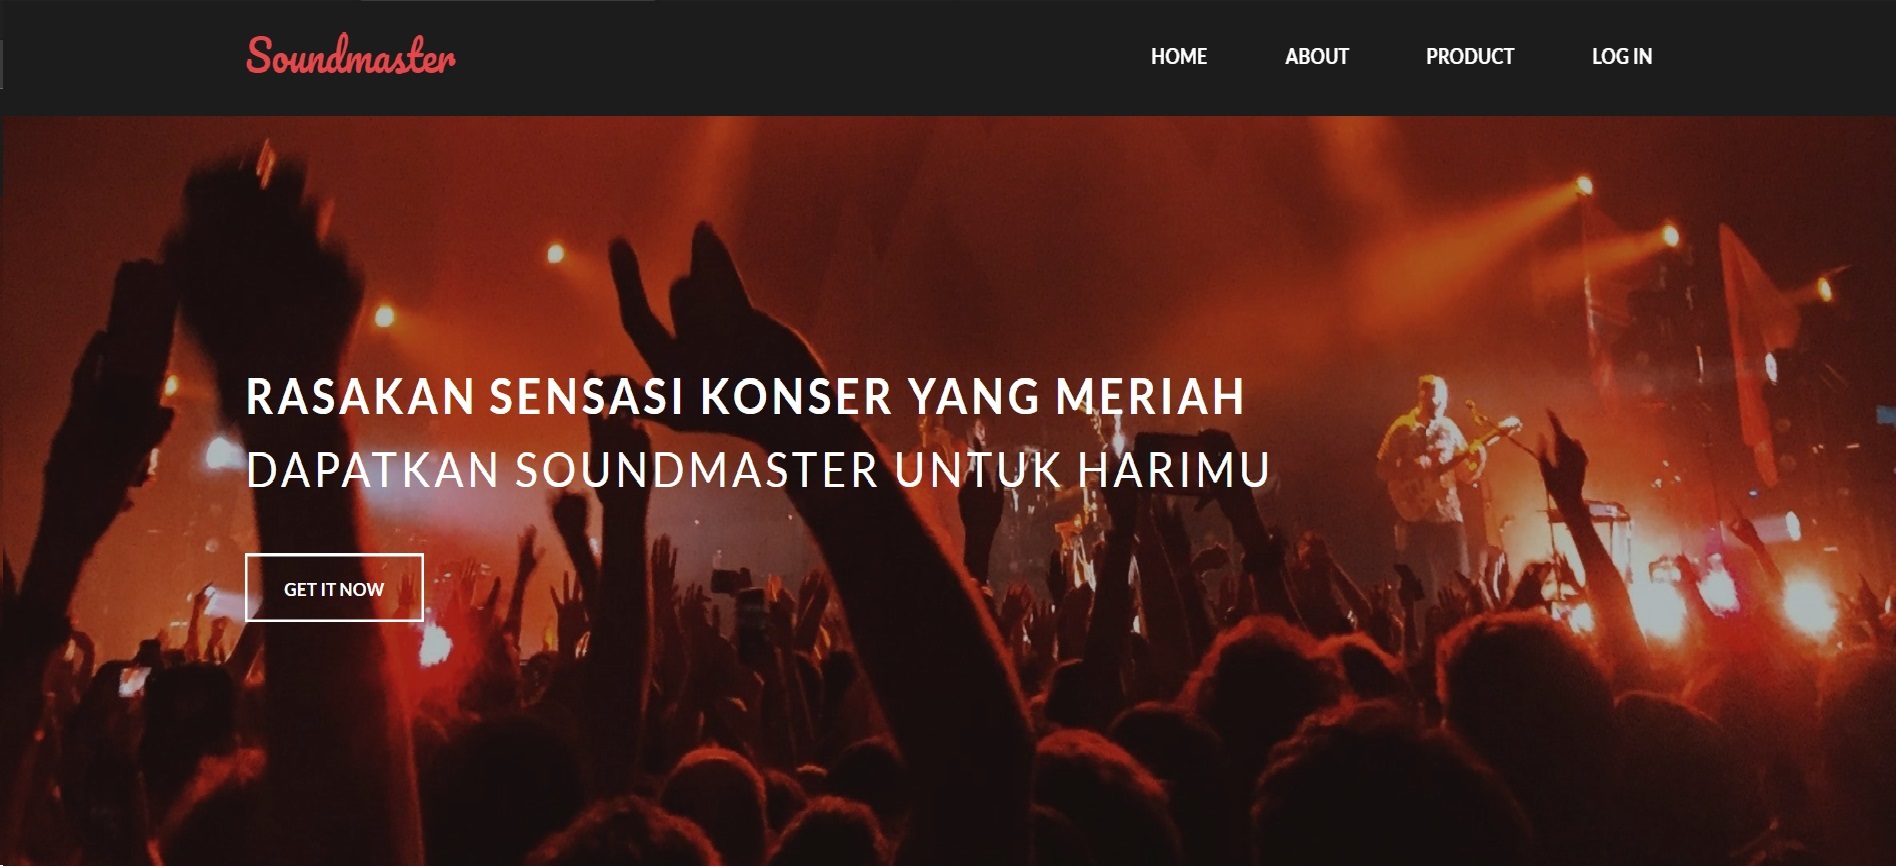 Soundmaster
HOME ABOUT PRODUCT LOG IN
RASAKAN SENSASI KONSER YANG MERIAH
DAPATKAN SOUNDMASTER UNTUK HARIMU
GET IT NOW